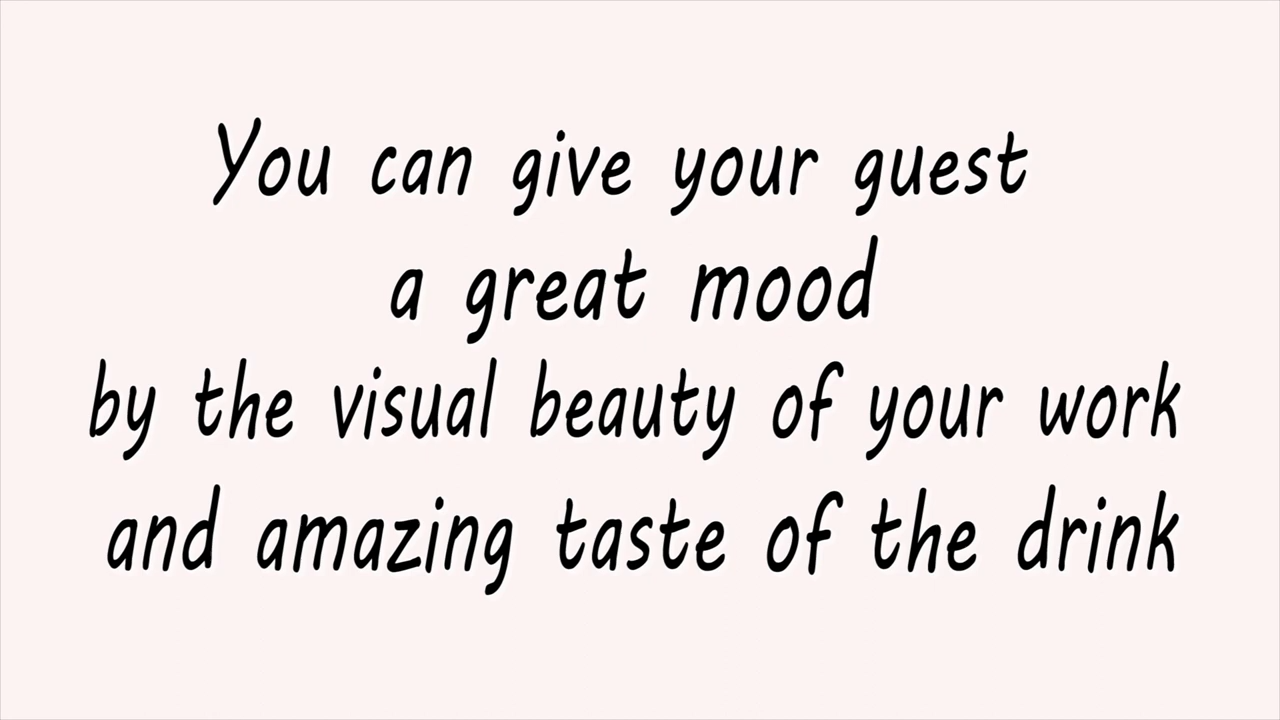 You can give your guest
a great mood
by the visual beauty of your work
and amazing taste of the drink